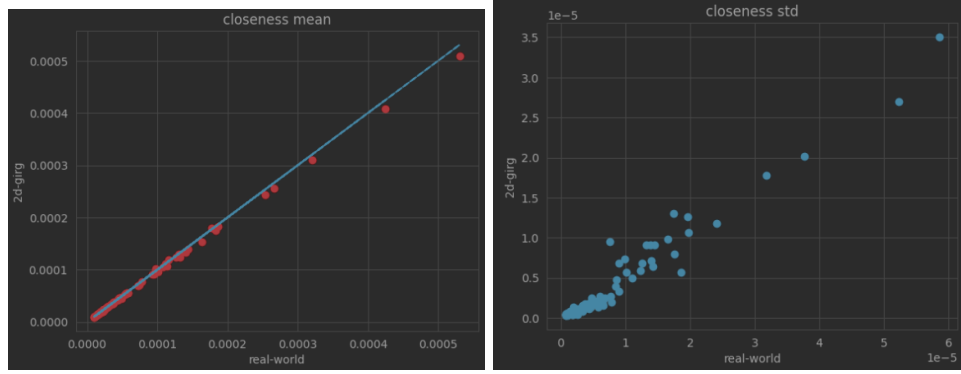 closeness mean
0.0005
0.0004
0.0003
0.0002
0.0001
0.0000
2d-girg
0.0000 0.0001 0.0002 0.0003 0.0004 0.0005
real-world
closeness std
1e−5
3.5
3.0
2.5
2.0
1.5
1.0
0.5
0.0
2d-girg
0 1 2 3 4 5 6
real-world
1e−5